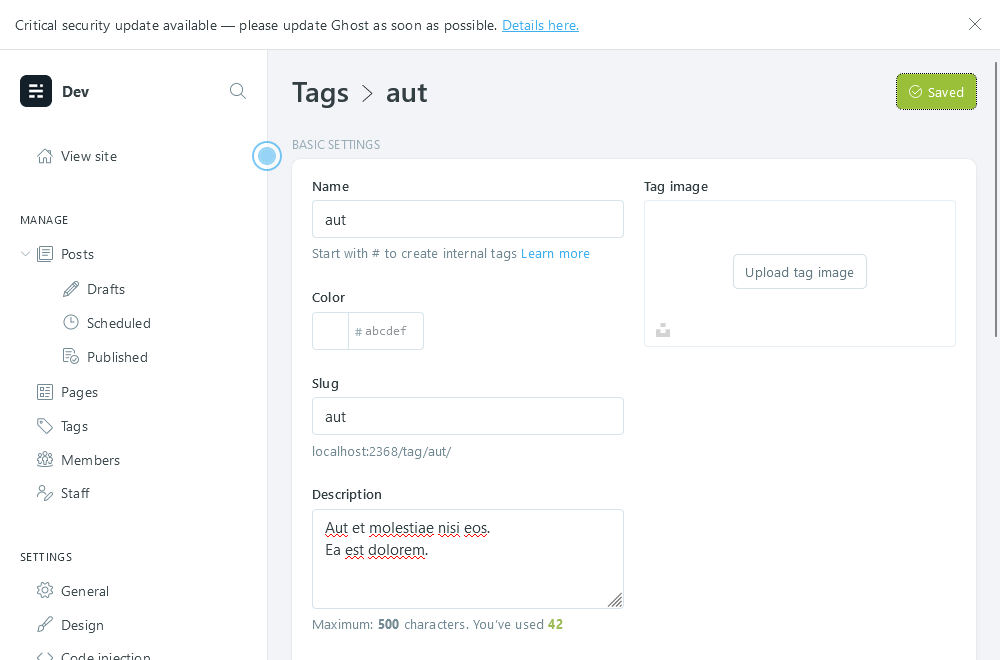 Critical security update available — please update Ghost as soon as possible. Details here.
Dev
View site
MANAGE
Posts
Drafts
Scheduled
Published
Pages
Tags
Members
Staff
SETTINGS
General
Design
Code injection
Tags > aut
Saved
BASIC SETTINGS
Name
aut
Start with # to create internal tags Learn more
Color
# abcdef
Slug
aut
localhost:2368/tag/aut/
Description
Aut et molestiae nisi eos.
Ea est dolorem.
Maximum: 500 characters. You've used 42
Tag image
Upload tag image